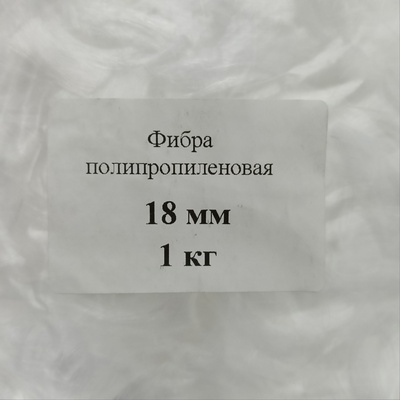 Фибра
полипропиленовая
18 мм
1 кг